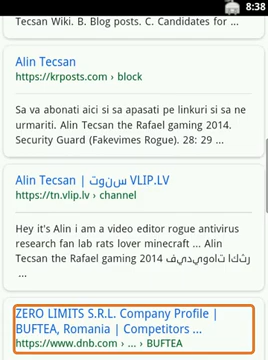 8:38
Tecsan Wiki. B. Blog posts. C. Candidates for ...
Alin Tecsan
https://krposts.com › block
Sa va abonati aici si sa apasati pe linkuri si sa ne
urmariti. Alin Tecsan the Rafael gaming 2014.
Security Guard (Fakevimes Rogue). 28: 29 ...
Alin Tecsan | تونس VLIP.LV
https://tn.vlip.lv › channel
Hey it's Alin i am a video editor rogue antivirus
research fan lab rats lover minecraft ... Alin
Tecsan the Rafael gaming 2014
...
ZERO LIMITS S.R.L. Company Profile |
BUFTEA, Romania | Competitors ...
https://www.dnb.com › ... › BUFTEA